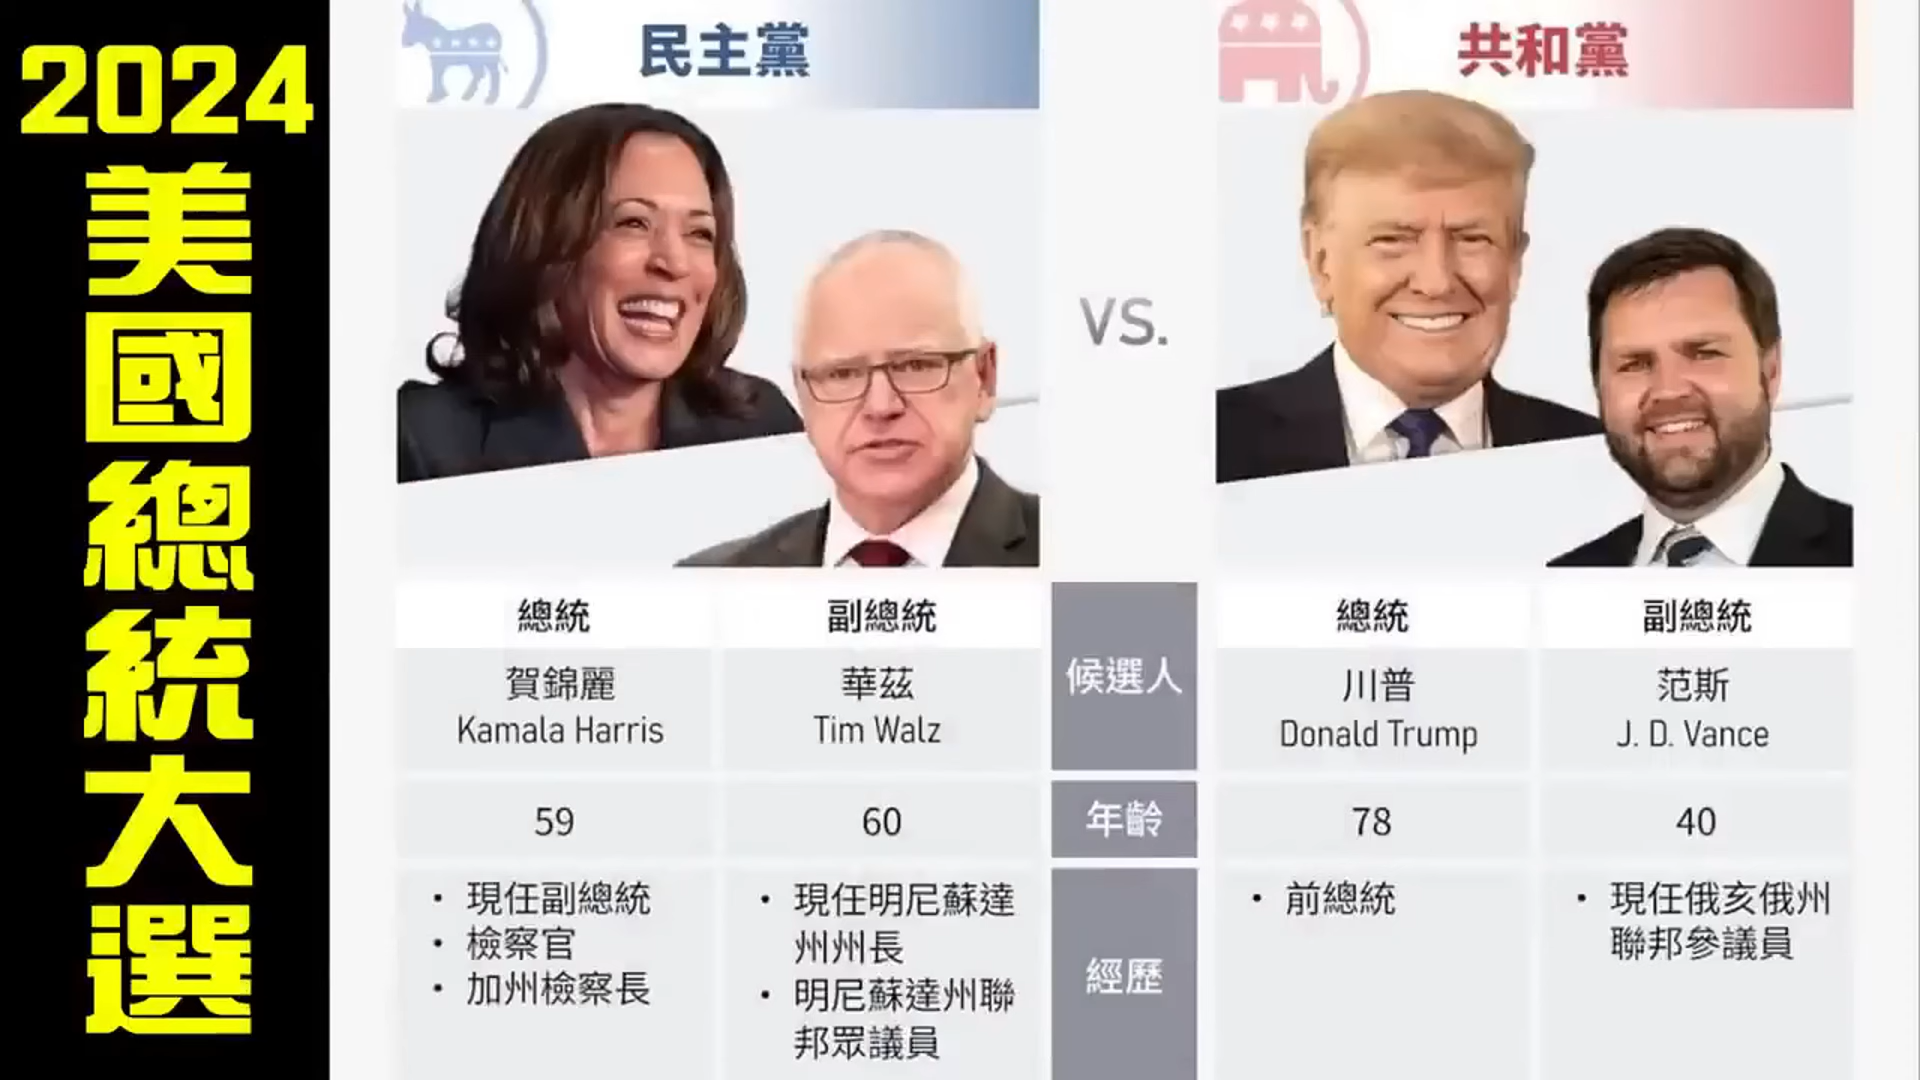 2024
美國總統大選
民主黨
共和黨
VS.
總統
副總統
候選人
總統
副總統
賀錦麗
華茲
川普
范斯
Kamala Harris
Tim Walz
Donald Trump
J. D. Vance
59
60
年齡
78
40
• 現任副總統
• 檢察官
• 加州檢察長
• 現任明尼蘇達
州州長
• 明尼蘇達州聯
邦眾議員
經歷
• 前總統
• 現任俄亥俄州
聯邦參議員